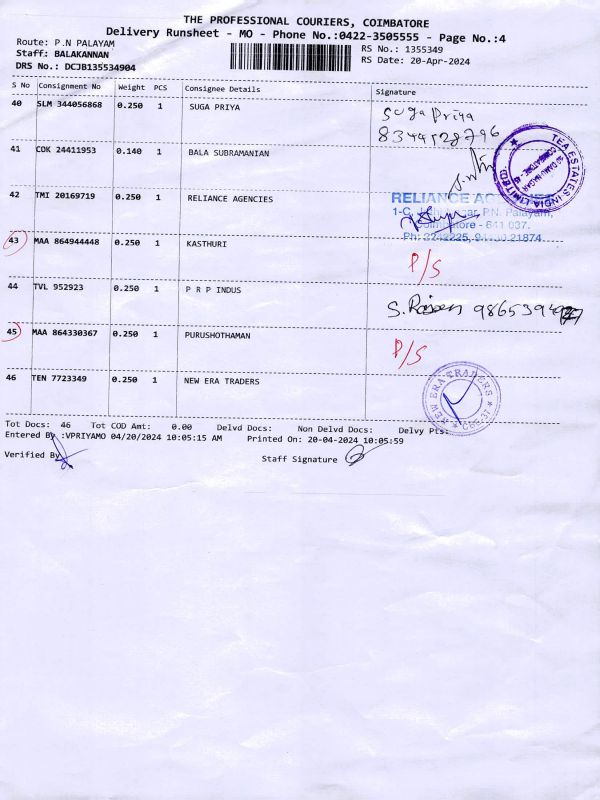 THE PROFESSIONAL COURIERS, COIMBATORE
Delivery Runsheet - MO - Phone No.:0422-3505555 - Page No.:4
Route: P.N PALAYAM
RS No.: 1355349
Staff: BALAKANNAN
RS Date: 20-Apr-2024
DRS No.: DCJB135534904
S No Consignment No Weight PCS Consignee Details Signature
40 SLM 344056868 0.250 1 SUGA PRIYA Suga Priya
41 COK 24411953 0.140 1 BALA SUBRAMANIAN
TEA ESTATES INDIA LIMITED.
42 TMI 20169719 0.250 1 RELIANCE AGENCIES
RELIANCE
P.N. Palayam,
Coimbatore - 641 037.
43 MAA 864944448 0.250 1 KASTHURI P/S
44 TVL 952923 0.250 1 P R P INDUS
45 MAA 864330367 0.250 1 PURUSHOTHAMAN P/S
46 TEN 7723349 0.250 1 NEW ERA TRADERS
NEW ERA TRADERS CBE-37
Tot Docs: 46 Tot COD Amt: 0.00 Delvd Docs: Non Delvd Docs: Delvy Pts:
Entered By :VPRIYAMO 04/20/2024 10:05:15 AM Printed On: 20-04-2024 10:05:59
Verified By
Staff Signature